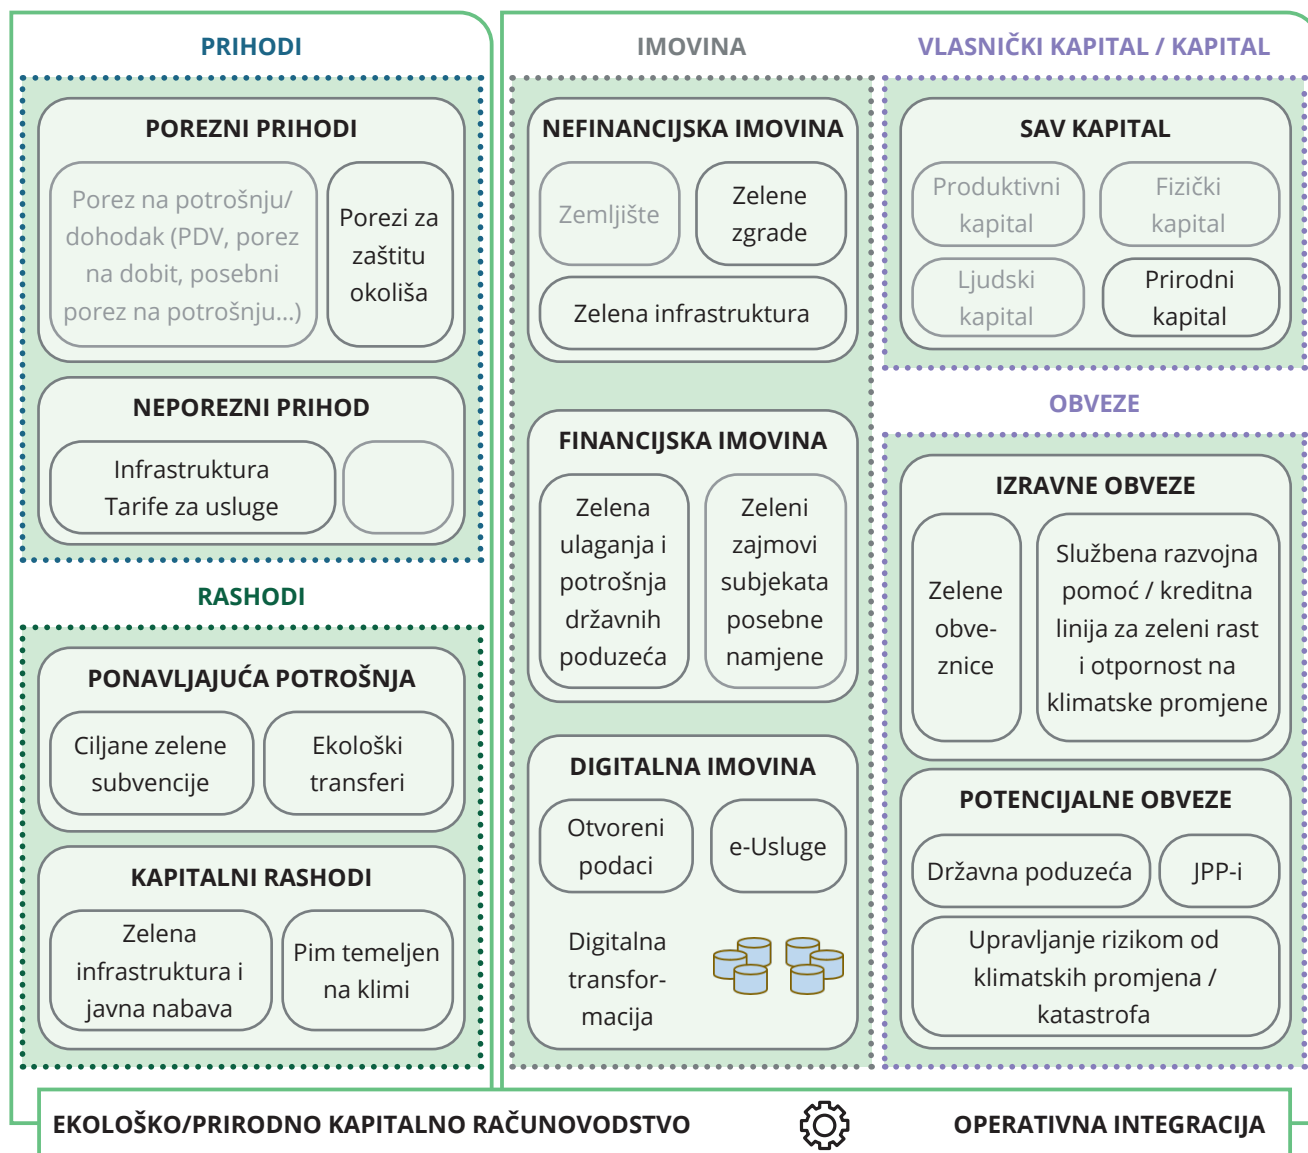 PRIHODI
POREZNI PRIHODI
Porez na potrošnju/
dohodak (PDV, porez
na dobit, posebni
porez na potrošnju...)
Porezi za
zaštitu
okoliša
NEPOREZNI PRIHOD
Infrastruktura
Tarife za usluge
RASHODI
PONAVLJAJUĆA POTROŠNJA
Ciljane zelene
subvencije
Ekološki
transferi
KAPITALNI RASHODI
Zelena
infrastruktura i
javna nabava
Pim temeljen
na klimi
IMOVINA
NEFINANCIJSKA IMOVINA
Zemljište
Zelene
zgrade
Zelena infrastruktura
FINANCIJSKA IMOVINA
Zelena
ulaganja i
potrošnja
državnih
poduzeća
Zeleni
zajmovi
subjekata
posebne
namjene
DIGITALNA IMOVINA
Otvoreni
podaci
e-Usluge
Digitalna
transfor-
macija
VLASNIČKI KAPITAL / KAPITAL
SAV KAPITAL
Produktivni
kapital
Fizički
kapital
Ljudski
kapital
Prirodni
kapital
OBVEZE
IZRAVNE OBVEZE
Zelene
obve-
znice
Službena razvojna
pomoć / kreditna
linija za zeleni rast
i otpornost na
klimatske promjene
POTENCIJALNE OBVEZE
Državna poduzeća
JPP-i
Upravljanje rizikom od
klimatskih promjena /
katastrofa
EKOLOŠKO/PRIRODNO KAPITALNO RAČUNOVODSTVO
OPERATIVNA INTEGRACIJA